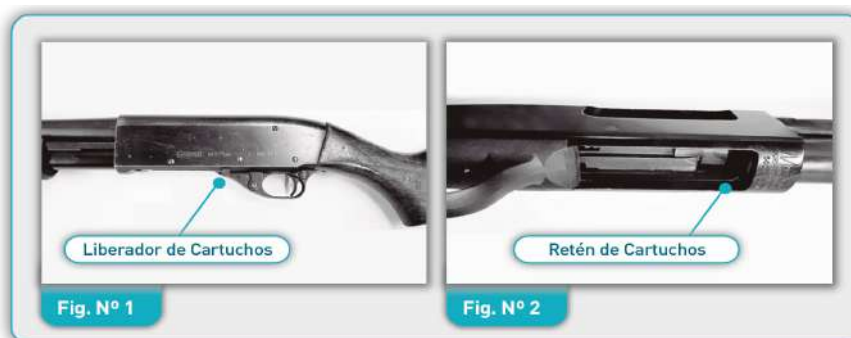 Liberador de Cartuchos
Retén de Cartuchos
Fig. Nº 1
Fig. Nº 2